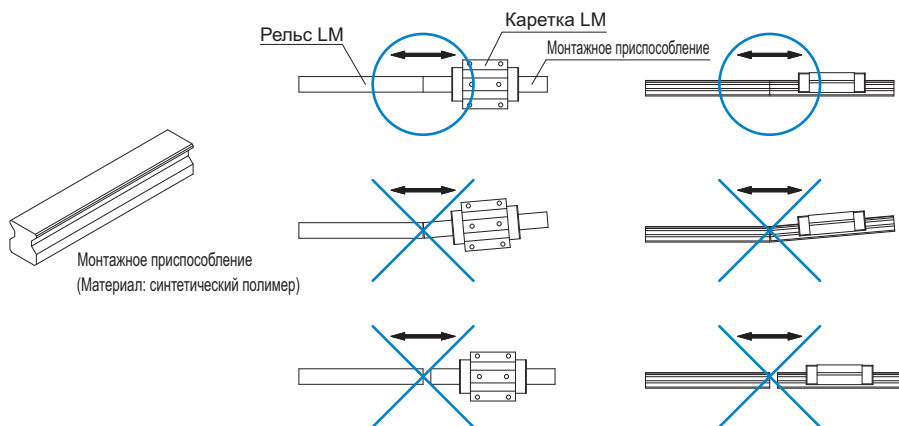 Каретка LM
Рельс LM
Монтажное приспособление
Монтажное приспособление
(Материал: синтетический полимер)